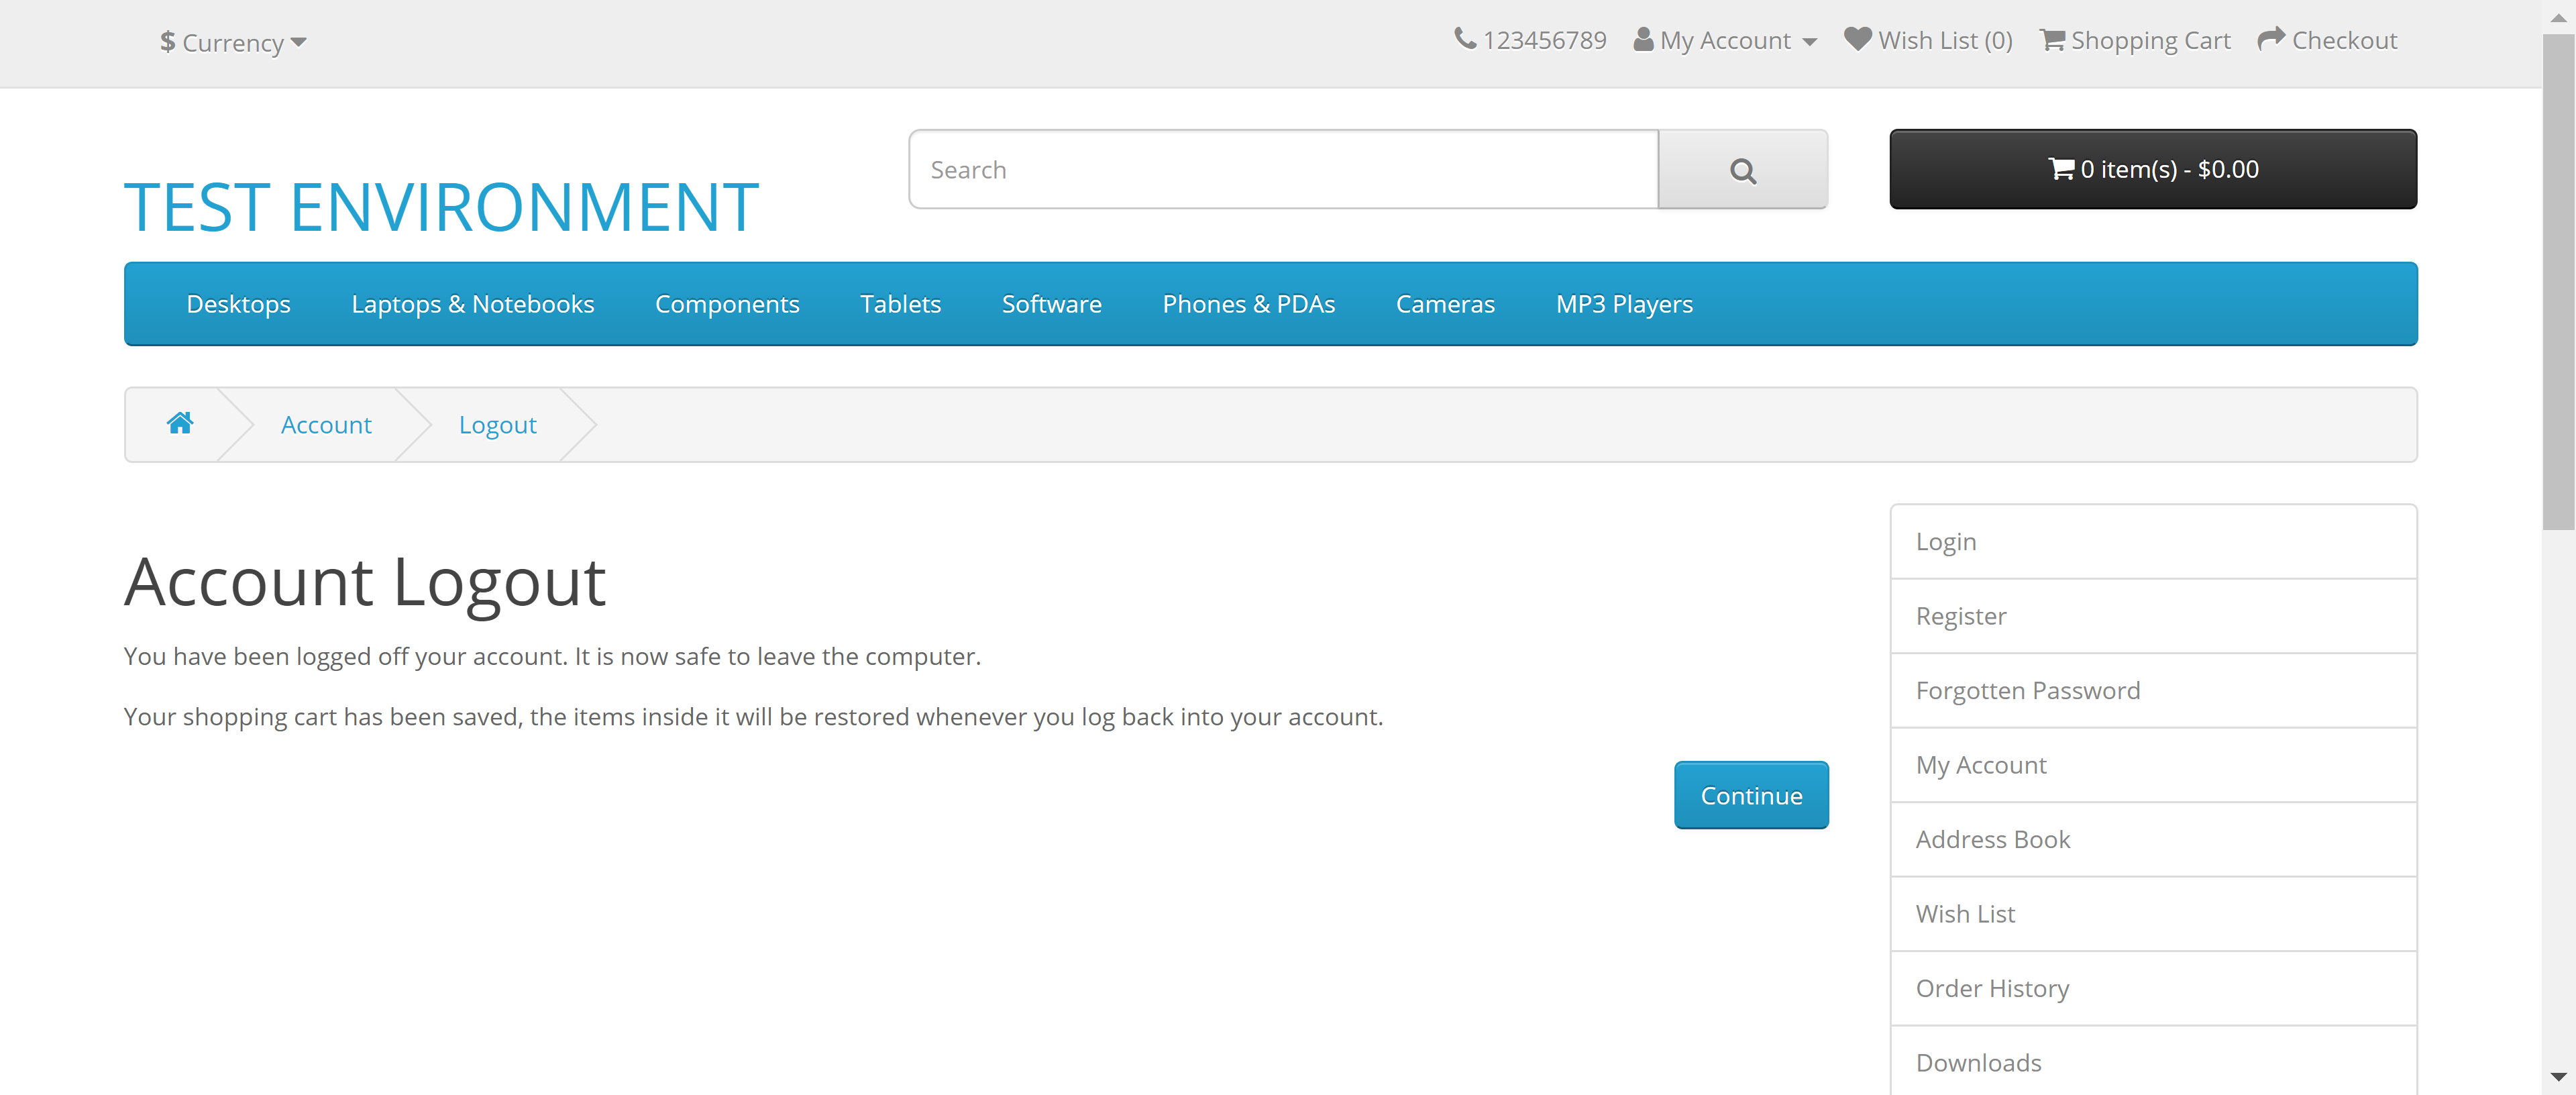 $ Currency
123456789 My Account Wish List (0) Shopping Cart Checkout
TEST ENVIRONMENT
Search
0 item(s) - $0.00
Desktops Laptops & Notebooks Components Tablets Software Phones & PDAs Cameras MP3 Players
Account Logout
Account Logout
You have been logged off your account. It is now safe to leave the computer.
Your shopping cart has been saved, the items inside it will be restored whenever you log back into your account.
Continue
Login
Register
Forgotten Password
My Account
Address Book
Wish List
Order History
Downloads